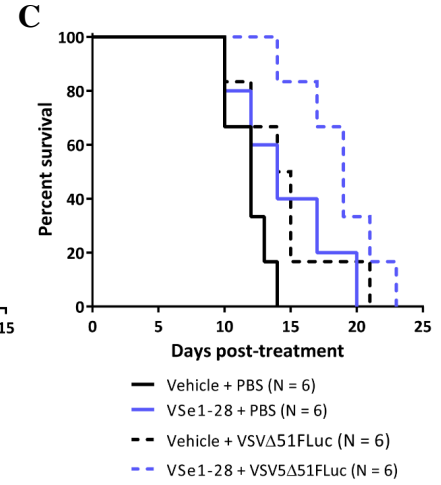 C
Percent survival
100
80
60
40
20
0
15
0 5 10 15 20 25
Days post-treatment
Vehicle + PBS (N = 6)
VSe1-28 + PBS (N = 6)
Vehicle + VSVΔ51FLuc (N = 6)
VSe1-28 + VSV5Δ51FLuc (N = 6)